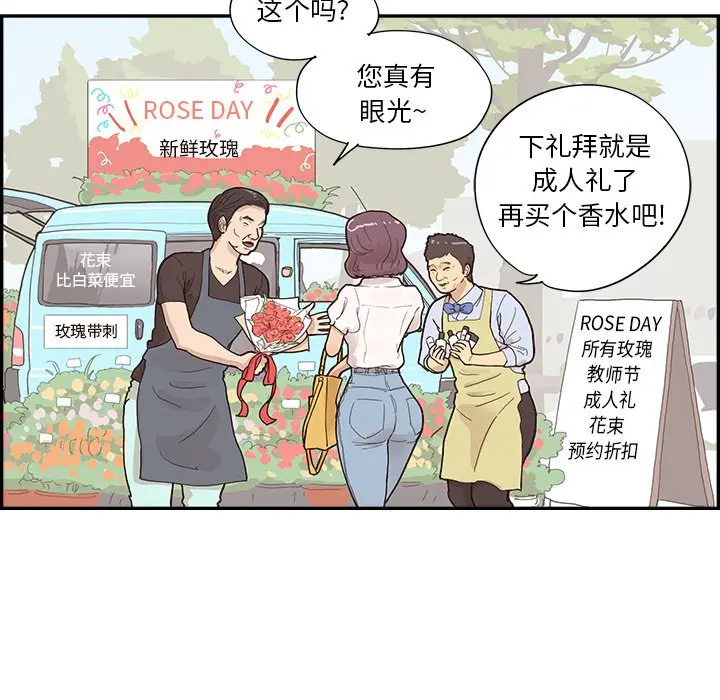 这个吗?
您真有
眼光~
下礼拜就是
成人礼了
再买个香水吧!
ROSE DAY
新鲜玫瑰
花束
比白菜便宜
玫瑰带刺
ROSE DAY
所有玫瑰
教师节
成人礼
花束
预约折扣